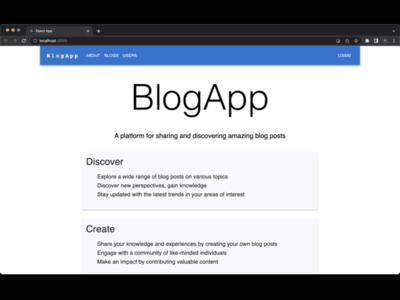 React App
localhost:3000
BlogApp ABOUT BLOGS USERS LOGIN
BlogApp
A platform for sharing and discovering amazing blog posts
Discover
Explore a wide range of blog posts on various topics
Discover new perspectives, gain knowledge
Stay updated with the latest trends in your areas of interest
Create
Share your knowledge and experiences by creating your own blog posts
Engage with a community of like-minded individuals
Make an impact by contributing valuable content